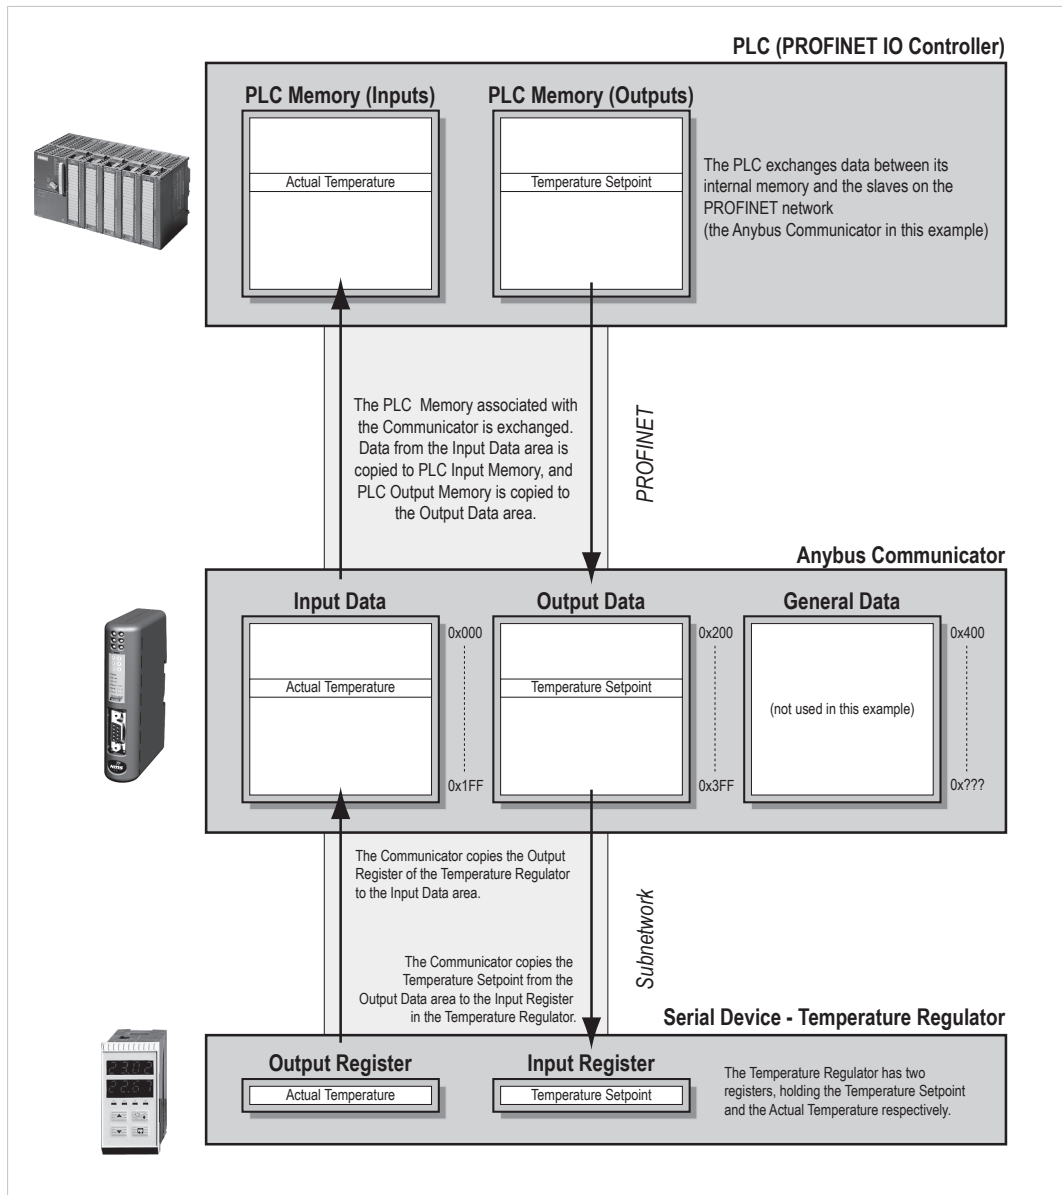 PLC (PROFINET IO Controller)
PLC Memory (Inputs)
PLC Memory (Outputs)
Actual Temperature
Temperature Setpoint
The PLC exchanges data between its
internal memory and the slaves on the
PROFINET network
(the Anybus Communicator in this example)
The PLC  Memory associated with
the Communicator is exchanged.
Data from the Input Data area is
copied to PLC Input Memory, and
PLC Output Memory is copied to
the Output Data area.
PROFINET
Anybus Communicator
Input Data
Output Data
General Data
0x000
0x200
0x400
Actual Temperature
Temperature Setpoint
(not used in this example)
0x1FF
0x3FF
0x???
The Communicator copies the Output
Register of the Temperature Regulator
to the Input Data area.
Subnetwork
The Communicator copies the
Temperature Setpoint from the
Output Data area to the Input Register
in the Temperature Regulator.
Serial Device - Temperature Regulator
Output Register
Input Register
Actual Temperature
Temperature Setpoint
The Temperature Regulator has two
registers, holding the Temperature Setpoint
and the Actual Temperature respectively.